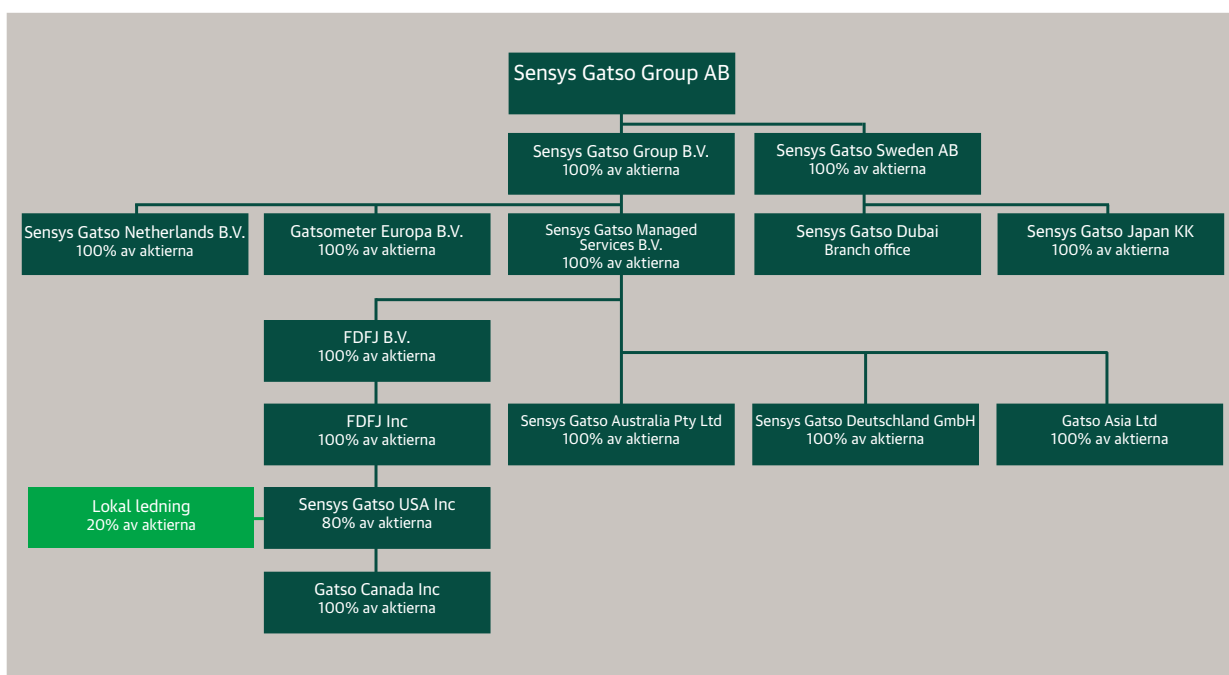 Sensys Gatso Group AB
Sensys Gatso Group B.V.
100% av aktierna
Sensys Gatso Sweden AB
100% av aktierna
Sensys Gatso Netherlands B.V.
100% av aktierna
Gatsometer Europa B.V.
100% av aktierna
Sensys Gatso Managed
Services B.V.
100% av aktierna
Sensys Gatso Dubai
Branch office
Sensys Gatso Japan KK
100% av aktierna
FDFJ B.V.
100% av aktierna
FDFJ Inc
100% av aktierna
Sensys Gatso Australia Pty Ltd
100% av aktierna
Sensys Gatso Deutschland GmbH
100% av aktierna
Gatso Asia Ltd
100% av aktierna
Lokal ledning
20% av aktierna
Sensys Gatso USA Inc
80% av aktierna
Gatso Canada Inc
100% av aktierna